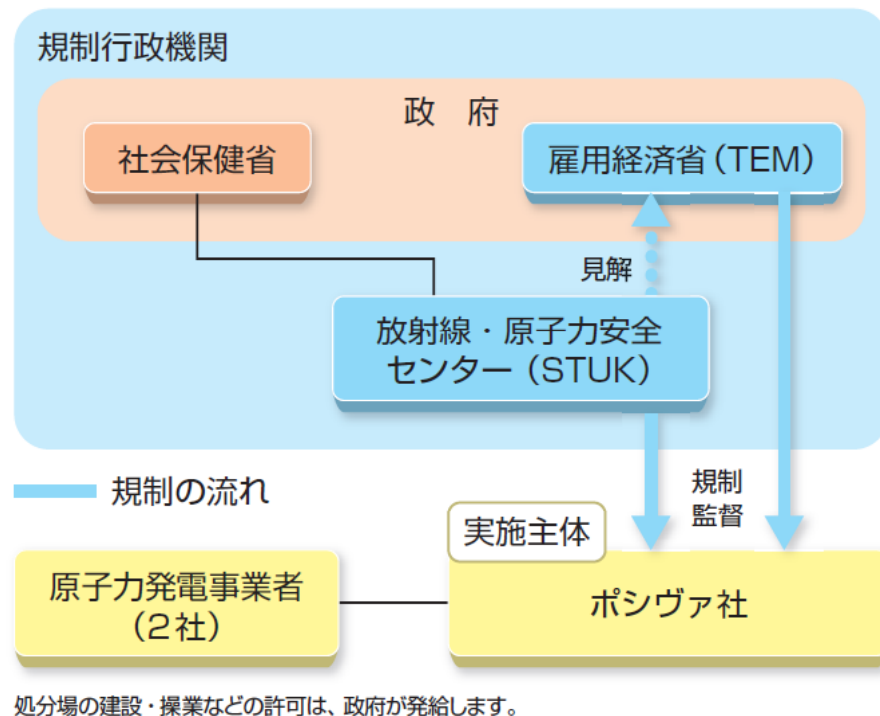 規制行政機関
政　府
社会保健省
雇用経済省(TEM)
見解
放射線・原子力安全
センター(STUK)
規制の流れ
規制
監督
実施主体
原子力発電事業者
(2社)
ポシヴァ社
処分場の建設・操業などの許可は、政府が発給します。